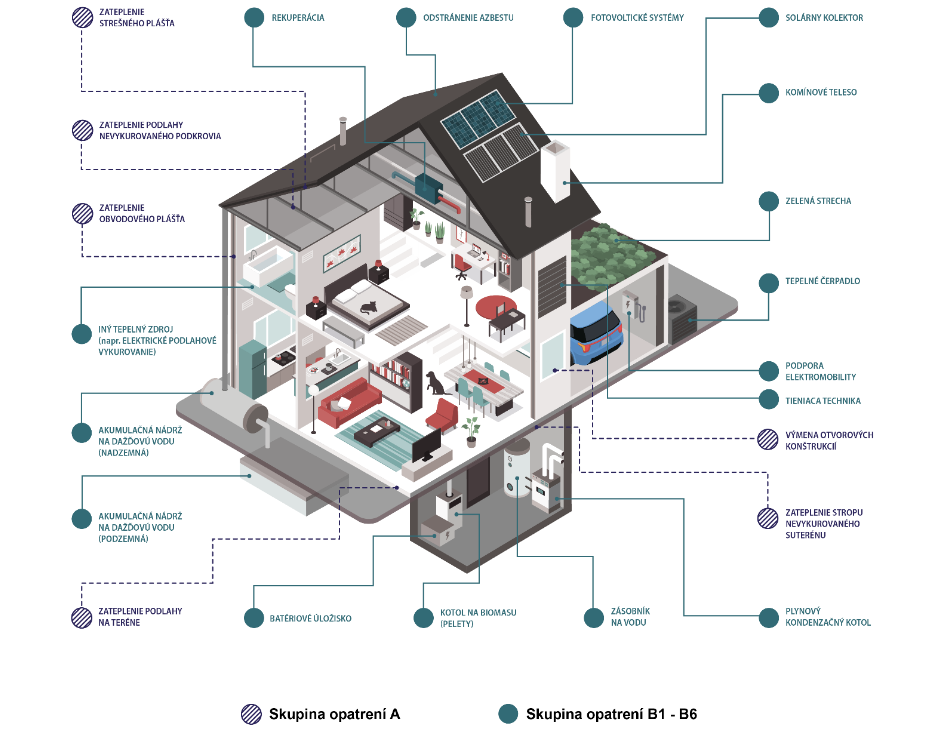 ZATEPLENIE
STREŠNÉHO PLÁŠŤA
REKUPERÁCIA
ODSTRÁNENIE AZBESTU
FOTOVOLTICKÉ SYSTÉMY
SOLÁRNY KOLEKTOR
KOMÍNOVÉ TELESO
ZATEPLENIE PODLAHY
NEVYKUROVANÉHO PODKROVIA
ZATEPLENIE
OBVODOVÉHO PLÁŠŤA
ZELENÁ STRECHA
TEPELNÉ ČERPADLO
INÝ TEPELNÝ ZDROJ
(napr. ELEKTRICKÉ PODLAHOVÉ
VYKUROVANIE)
PODPORA
ELEKTROMOBILITY
TIENIACA TECHNIKA
AKUMULAČNÁ NÁDRŽ
NA DAŽĎOVÚ VODU
(NADZEMNÁ)
VÝMENA OTVOROVÝCH
KONŠTRUKCIÍ
AKUMULAČNÁ NÁDRŽ
NA DAŽĎOVÚ VODU
(PODZEMNÁ)
ZATEPLENIE STROPU
NEVYKUROVANÉHO
SUTERÉNU
ZATEPLENIE PODLAHY
NA TERÉNE
BATÉRIOVÉ ÚLOŽISKO
KOTOL NA BIOMASU
(PELETY)
ZÁSOBNÍK
NA VODU
PLYNOVÝ
KONDENZAČNÝ KOTOL
Skupina opatrení A
Skupina opatrení B1 - B6